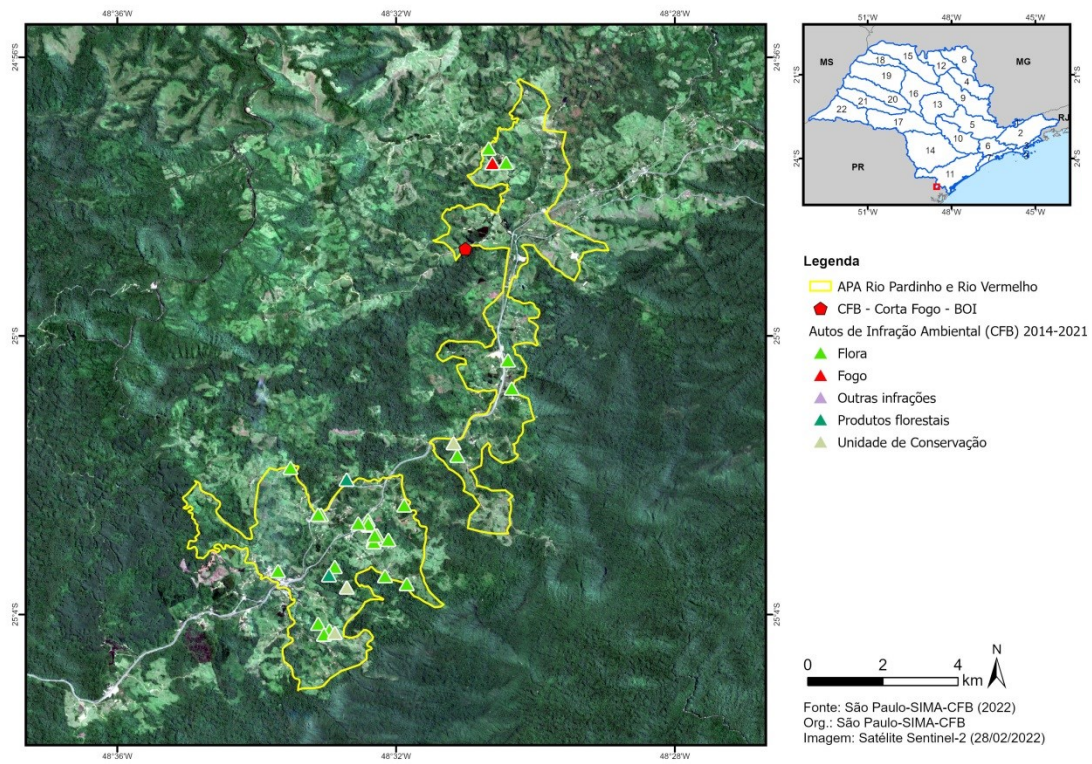 48°36'W
48°32'W
48°28'W
24°56'S
25°S
25°4'S
24°56'S
25°S
25°4'S
48°36'W
48°32'W
48°28'W
51°W
48°W
45°W
21°S
24°S
21°S
24°S
51°W
48°W
45°W
MS
MG
RJ
PR
15
8
18
12
4
19
16
9
22
21
20
13
17
5
2
10
6
14
11
Legenda
APA Rio Pardinho e Rio Vermelho
CFB - Corta Fogo - BOI
Autos de Infração Ambiental (CFB) 2014-2021
Flora
Fogo
Outras infrações
Produtos florestais
Unidade de Conservação
0 2 4
km
N
Fonte: São Paulo-SIMA-CFB (2022)
Org.: São Paulo-SIMA-CFB
Imagem: Satélite Sentinel-2 (28/02/2022)